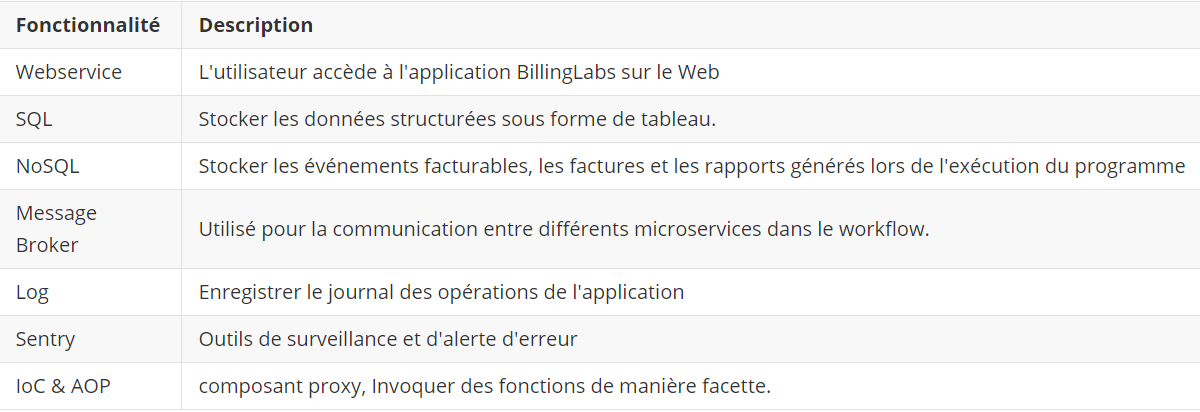 Fonctionnalité Description
Webservice L'utilisateur accède à l'application BillingLabs sur le Web
SQL Stocker les données structurées sous forme de tableau.
NoSQL Stocker les événements facturables, les factures et les rapports générés lors de l'exécution du programme
Message
Broker
Utilisé pour la communication entre différents microservices dans le workflow.
Log Enregistrer le journal des opérations de l'application
Sentry Outils de surveillance et d'alerte d'erreur
IoC & AOP composant proxy, Invoquer des fonctions de manière facette.